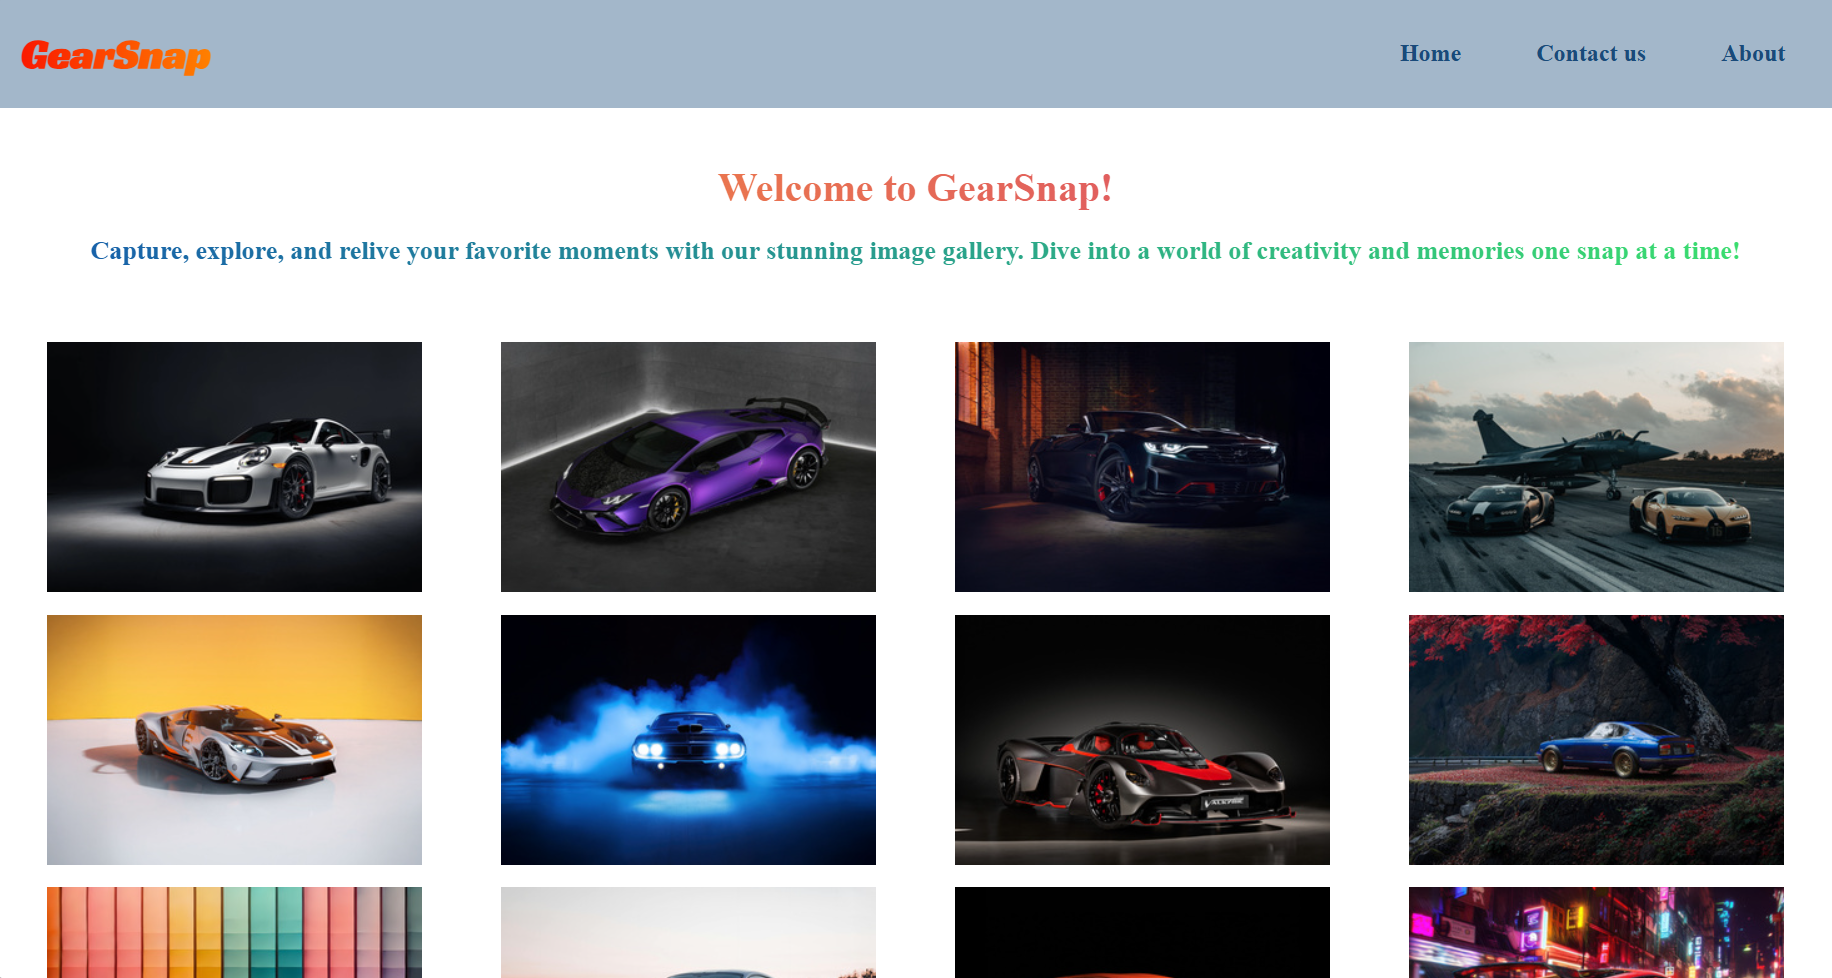 GearSnap
Home
Contact us
About
Welcome to GearSnap!
Capture, explore, and relive your favorite moments with our stunning image gallery. Dive into a world of creativity and memories one snap at a time!
VALKYRIE